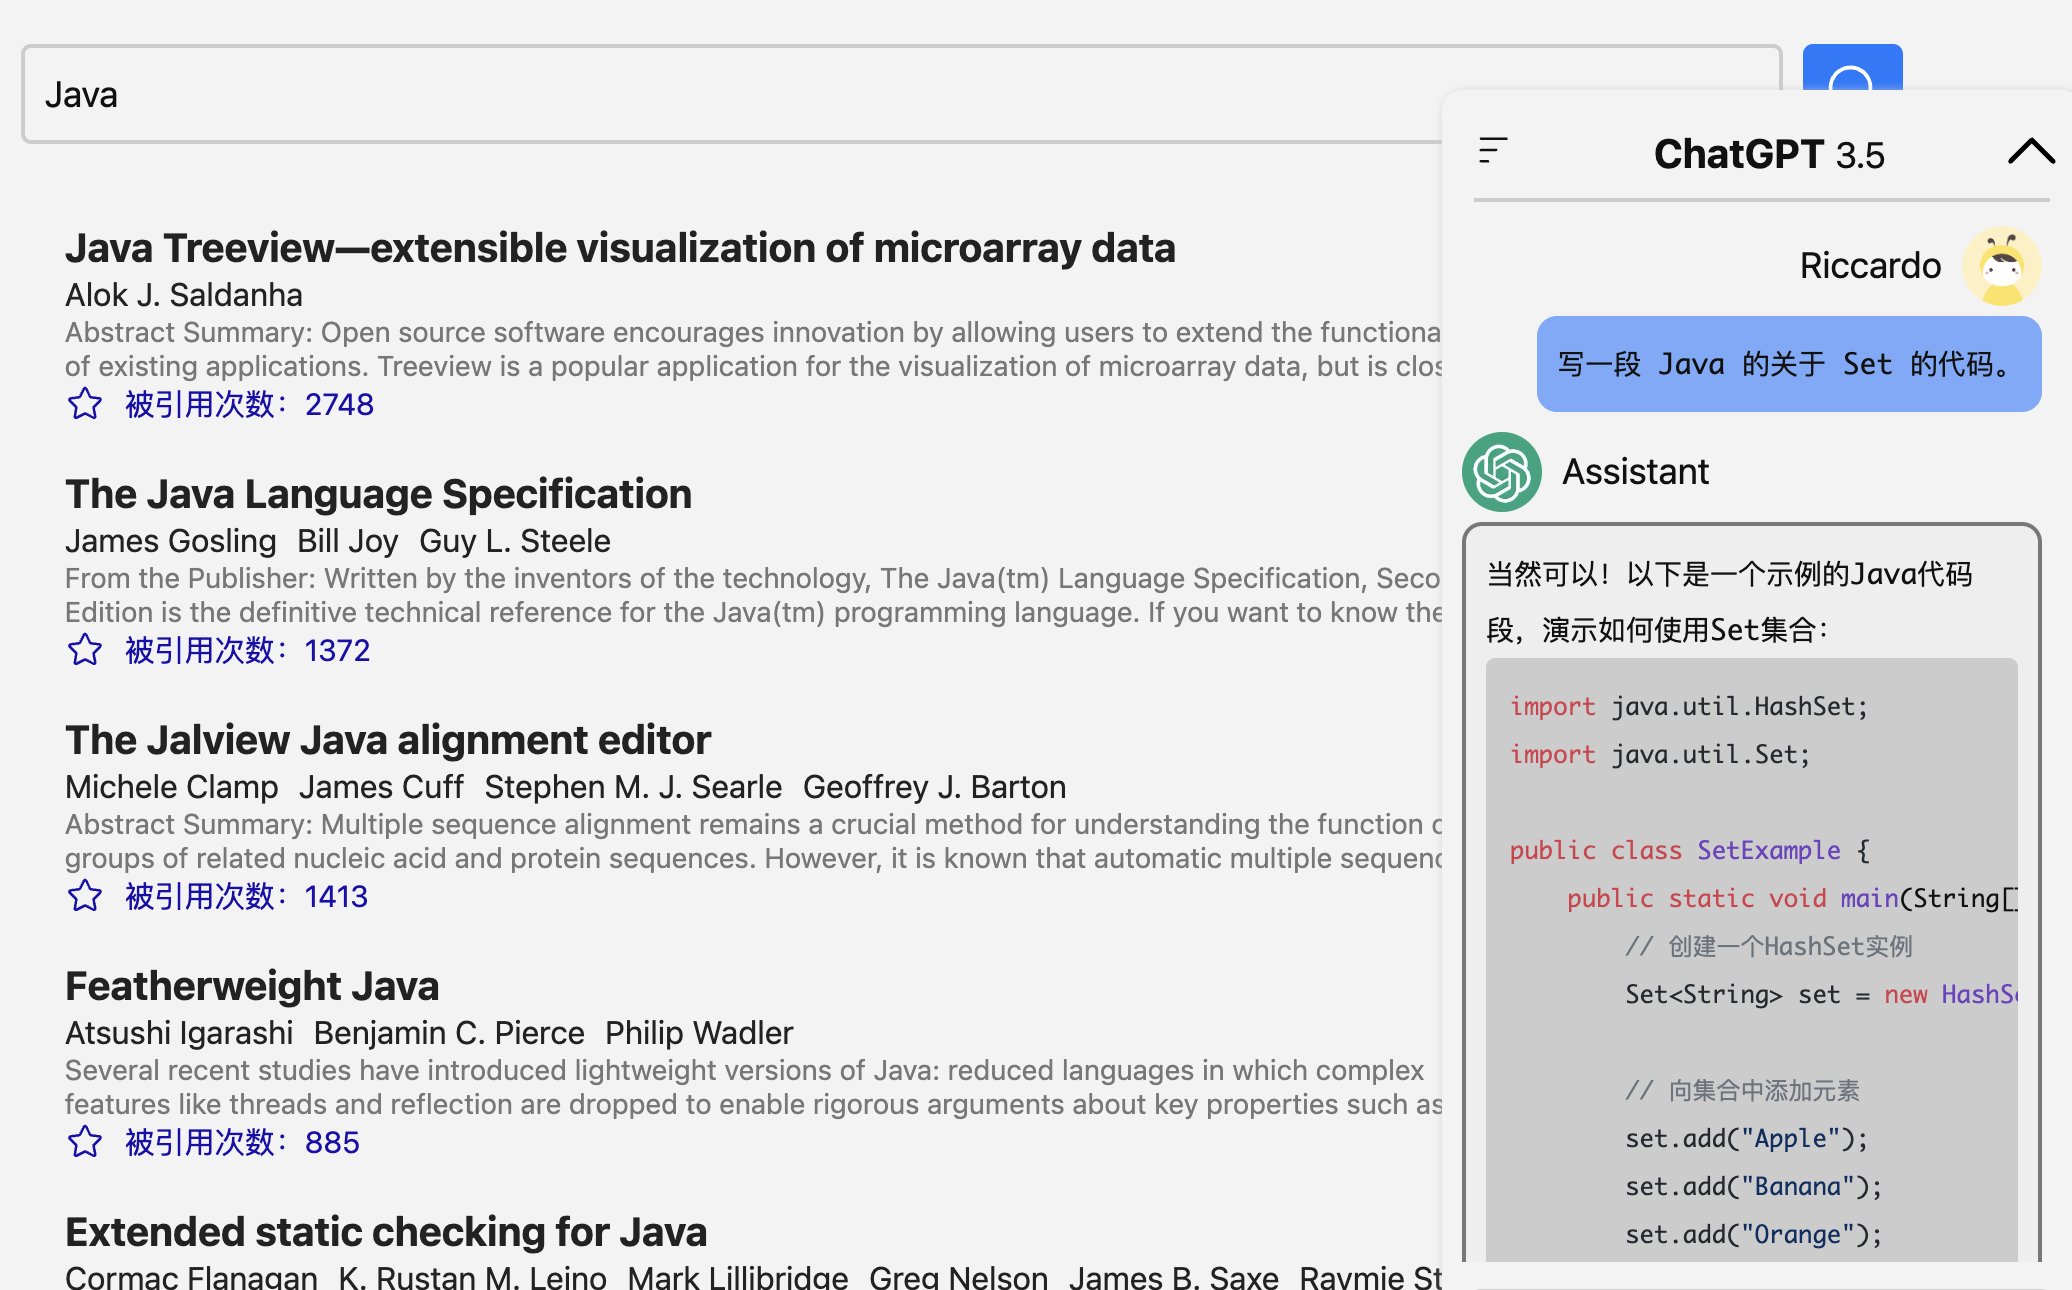 Java
Java Treeview—extensible visualization of microarray data
Alok J. Saldanha
Abstract Summary: Open source software encourages innovation by allowing users to extend the functiona
of existing applications. Treeview is a popular application for the visualization of microarray data, but is clos
被引用次数：2748
The Java Language Specification
James Gosling Bill Joy Guy L. Steele
From the Publisher: Written by the inventors of the technology, The Java(tm) Language Specification, Seco
Edition is the definitive technical reference for the Java(tm) programming language. If you want to know the
被引用次数：1372
The Jalview Java alignment editor
Michele Clamp James Cuff Stephen M. J. Searle Geoffrey J. Barton
Abstract Summary: Multiple sequence alignment remains a crucial method for understanding the function o
groups of related nucleic acid and protein sequences. However, it is known that automatic multiple sequenc
被引用次数：1413
Featherweight Java
Atsushi Igarashi Benjamin C. Pierce Philip Wadler
Several recent studies have introduced lightweight versions of Java: reduced languages in which complex
features like threads and reflection are dropped to enable rigorous arguments about key properties such as
被引用次数：885
Extended static checking for Java
Cormac Flanagan K. Rustan M. Leino Mark Lillibridge Greg Nelson James B. Saxe Raymie St
ChatGPT 3.5
Riccardo
写一段 Java 的关于 Set 的代码。
Assistant
当然可以！以下是一个示例的Java代码
段，演示如何使用Set集合：
import java.util.HashSet;
import java.util.Set;
public class SetExample {
public static void main(String[]
// 创建一个HashSet实例
Set<String> set = new HashSe
// 向集合中添加元素
set.add("Apple");
set.add("Banana");
set.add("Orange");